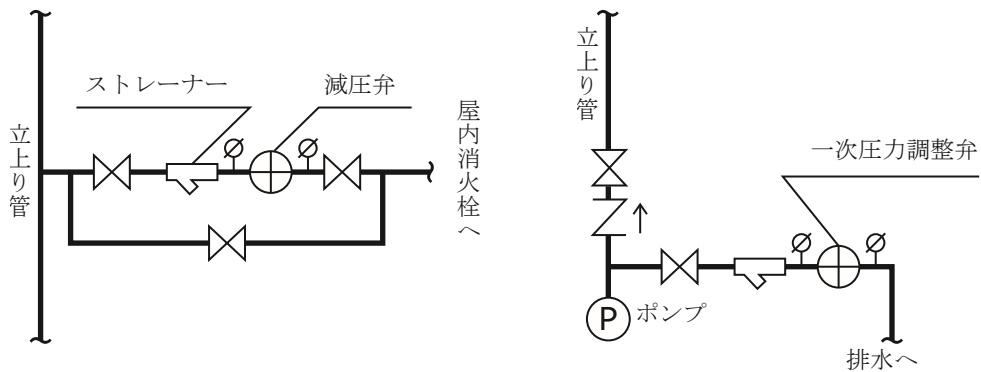 ストレーナー
減圧弁
立上り管
屋内消火栓へ
立上り管
一次圧力調整弁
P
ポンプ
排水へ